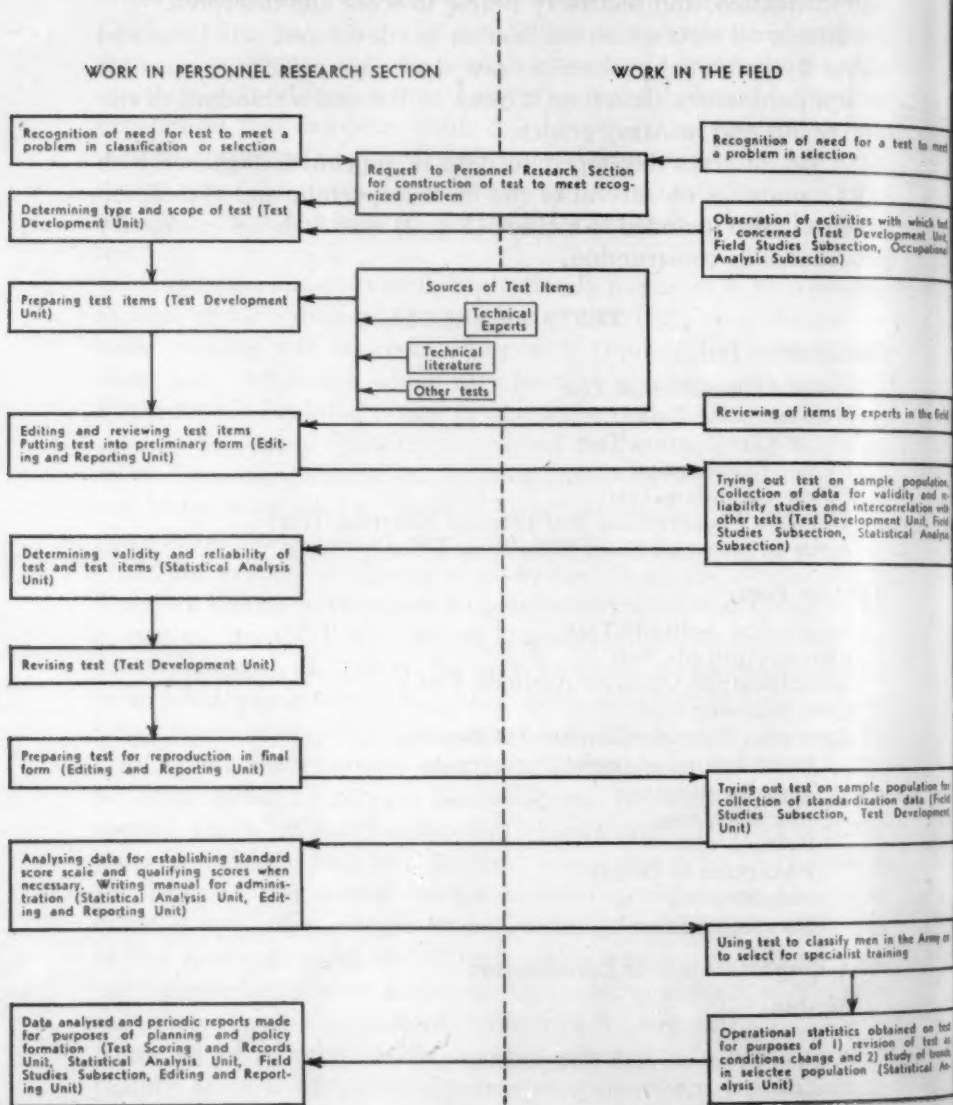 WORK IN PERSONNEL RESEARCH SECTION
WORK IN THE FIELD
Recognition of need for test to meet a
problem in classification or selection
Recognition of need for a test to meet
a problem in selection
Request to Personnel Research Section
for construction of test to meet recog-
nized problem
Determining type and scope of test (Test
Development Unit)
Observation of activities with which test
is concerned (Test Development Unit,
Field Studies Subsection, Occupational
Analysis Subsection)
Preparing test items (Test Development
Unit)
Sources of Test Items
Technical
Experts
Technical
literature
Other tests
Reviewing of items by experts in the field
Editing and reviewing test items
Putting test into preliminary form (Edit-
ing and Reporting Unit)
Trying out test on sample population.
Collection of data for validity and re-
liability studies and intercorrelation with
other tests (Test Development Unit, Field
Studies Subsection, Statistical Analysis
Subsection)
Determining validity and reliability of
test and test items (Statistical Analysis
Unit)
Revising test (Test Development Unit)
Preparing test for reproduction in final
form (Editing and Reporting Unit)
Trying out test on sample population for
collection of standardization data (Field
Studies Subsection, Test Development
Unit)
Analysing data for establishing standard
score scale and qualifying scores when
necessary. Writing manual for adminis-
tration (Statistical Analysis Unit, Edit-
ing and Reporting Unit)
Using test to classify men in the Army or
to select for specialist training
Data analysed and periodic reports made
for purposes of planning and policy
formation (Test Scoring and Records
Unit, Statistical Analysis Unit, Field
Studies Subsection, Editing and Report-
ing Unit)
Operational statistics obtained on test
for purposes of 1) revision of test as
conditions change and 2) study of trends
in selectee population (Statistical An-
alysis Unit)